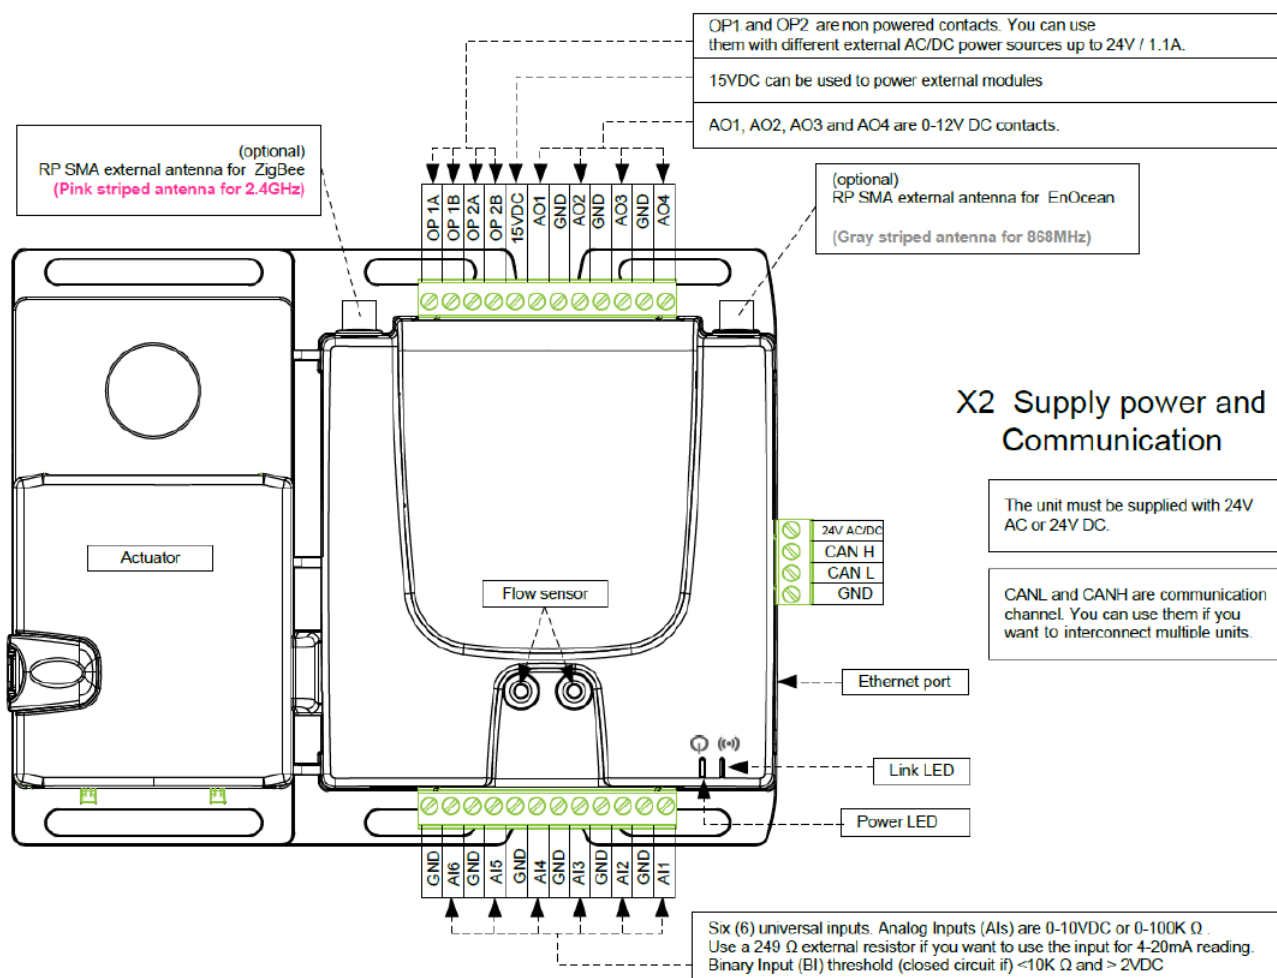 OP1 and OP2 are non powered contacts. You can use
them with different external AC/DC power sources up to 24V / 1.1A.
15VDC can be used to power external modules
AO1, AO2, AO3 and AO4 are 0-12V DC contacts.
(optional)
RP SMA external antenna for ZigBee
(Pink striped antenna for 2.4GHz)
(optional)
RP SMA external antenna for EnOcean
(Gray striped antenna for 868MHz)
OP 1A
OP 1B
OP 2A
OP 2B
15VDC
AO1
GND
AO2
GND
AO3
GND
AO4
X2 Supply power and
Communication
The unit must be supplied with 24V
AC or 24V DC.
24V AC/DC
CAN H
CAN L
GND
Actuator
Flow sensor
CANL and CANH are communication
channel. You can use them if you
want to interconnect multiple units.
Ethernet port
Link LED
Power LED
GND
AI6
GND
AI5
GND
AI4
GND
AI3
GND
AI2
GND
AI1
Six (6) universal inputs. Analog Inputs (AIs) are 0-10VDC or 0-100K Ω .
Use a 249 Ω external resistor if you want to use the input for 4-20mA reading.
Binary Input (BI) threshold (closed circuit if) <10K Ω and > 2VDC